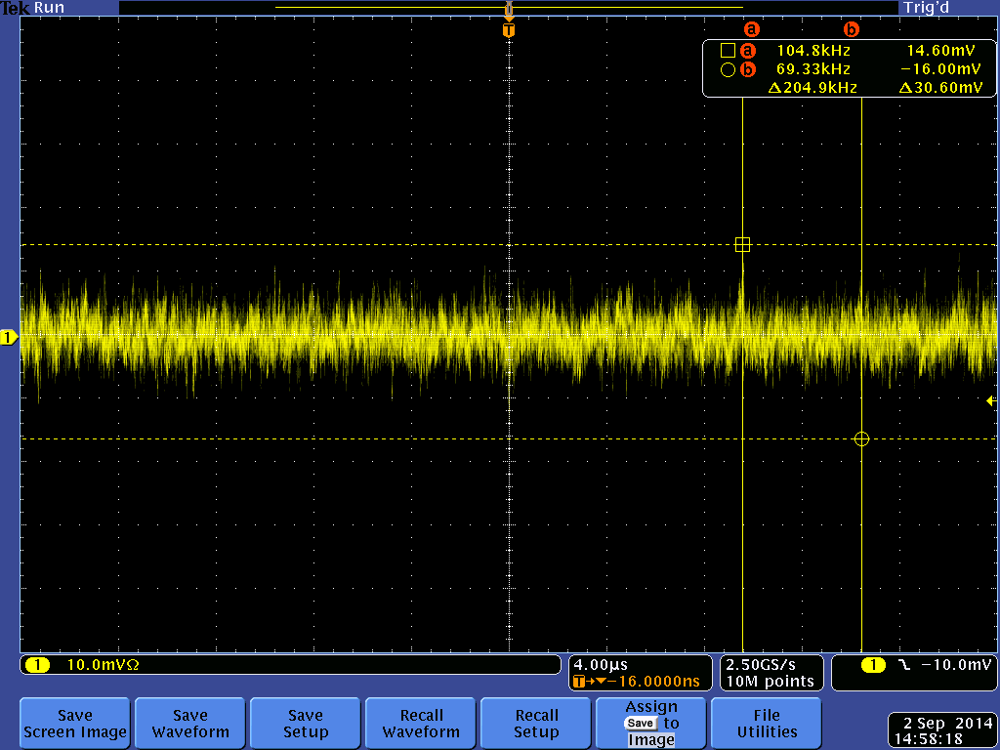 Tek Run Trig'd
T
a b
a 104.8kHz 14.60mV
b 69.33kHz −16.00mV
Δ204.9kHz Δ30.60mV
1
1 10.0mVΩ
4.00µs
T→▼−16.0000ns
2.50GS/s
10M points
1 −10.0mV
Save
Screen Image
Save
Waveform
Save
Setup
Recall
Waveform
Recall
Setup
Assign
Save to
Image
File
Utilities
2 Sep 2014
14:58:18